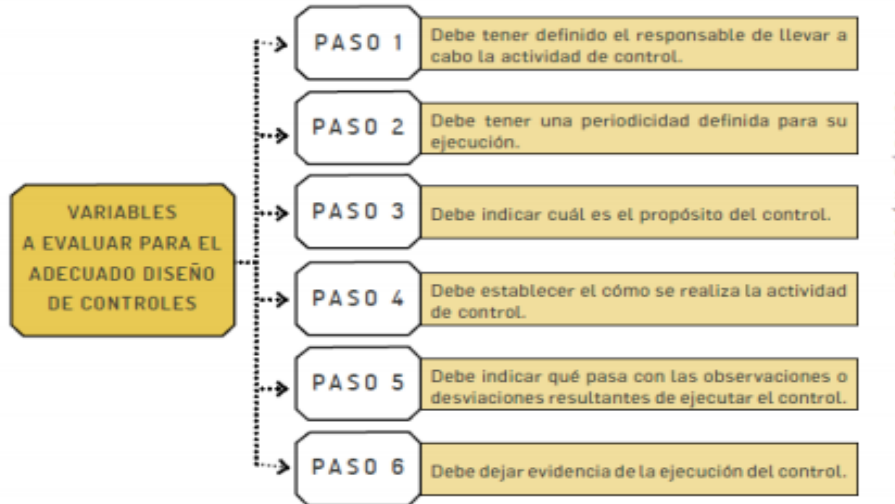 VARIABLES
A EVALUAR PARA EL
ADECUADO DISEÑO
DE CONTROLES
PASO 1
Debe tener definido el responsable de llevar a
cabo la actividad de control.
PASO 2
Debe tener una periodicidad definida para su
ejecución.
PASO 3
Debe indicar cuál es el propósito del control.
PASO 4
Debe establecer el cómo se realiza la actividad
de control.
PASO 5
Debe indicar qué pasa con las observaciones o
desviaciones resultantes de ejecutar el control.
PASO 6
Debe dejar evidencia de la ejecución del control.